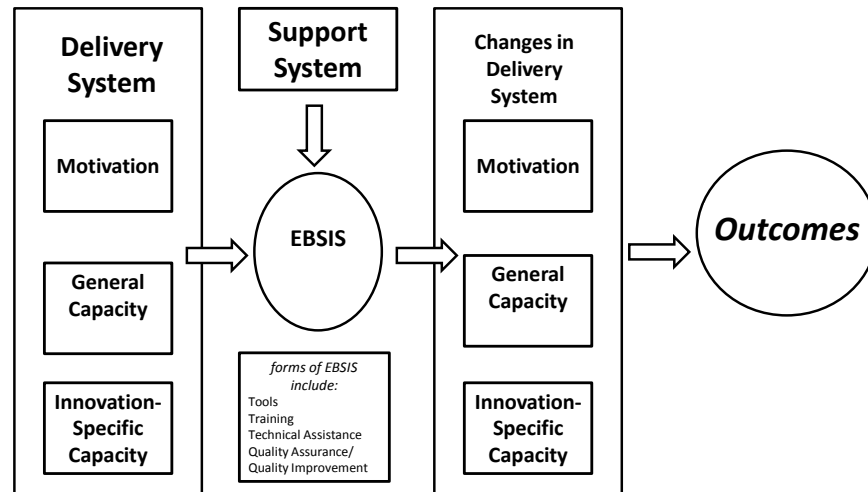 Delivery
System
Motivation
General
Capacity
Innovation-
Specific
Capacity
Support
System
EBSIS
forms of EBSIS
include:
Tools
Training
Technical Assistance
Quality Assurance/
Quality Improvement
Changes in
Delivery
System
Motivation
General
Capacity
Innovation-
Specific
Capacity
Outcomes